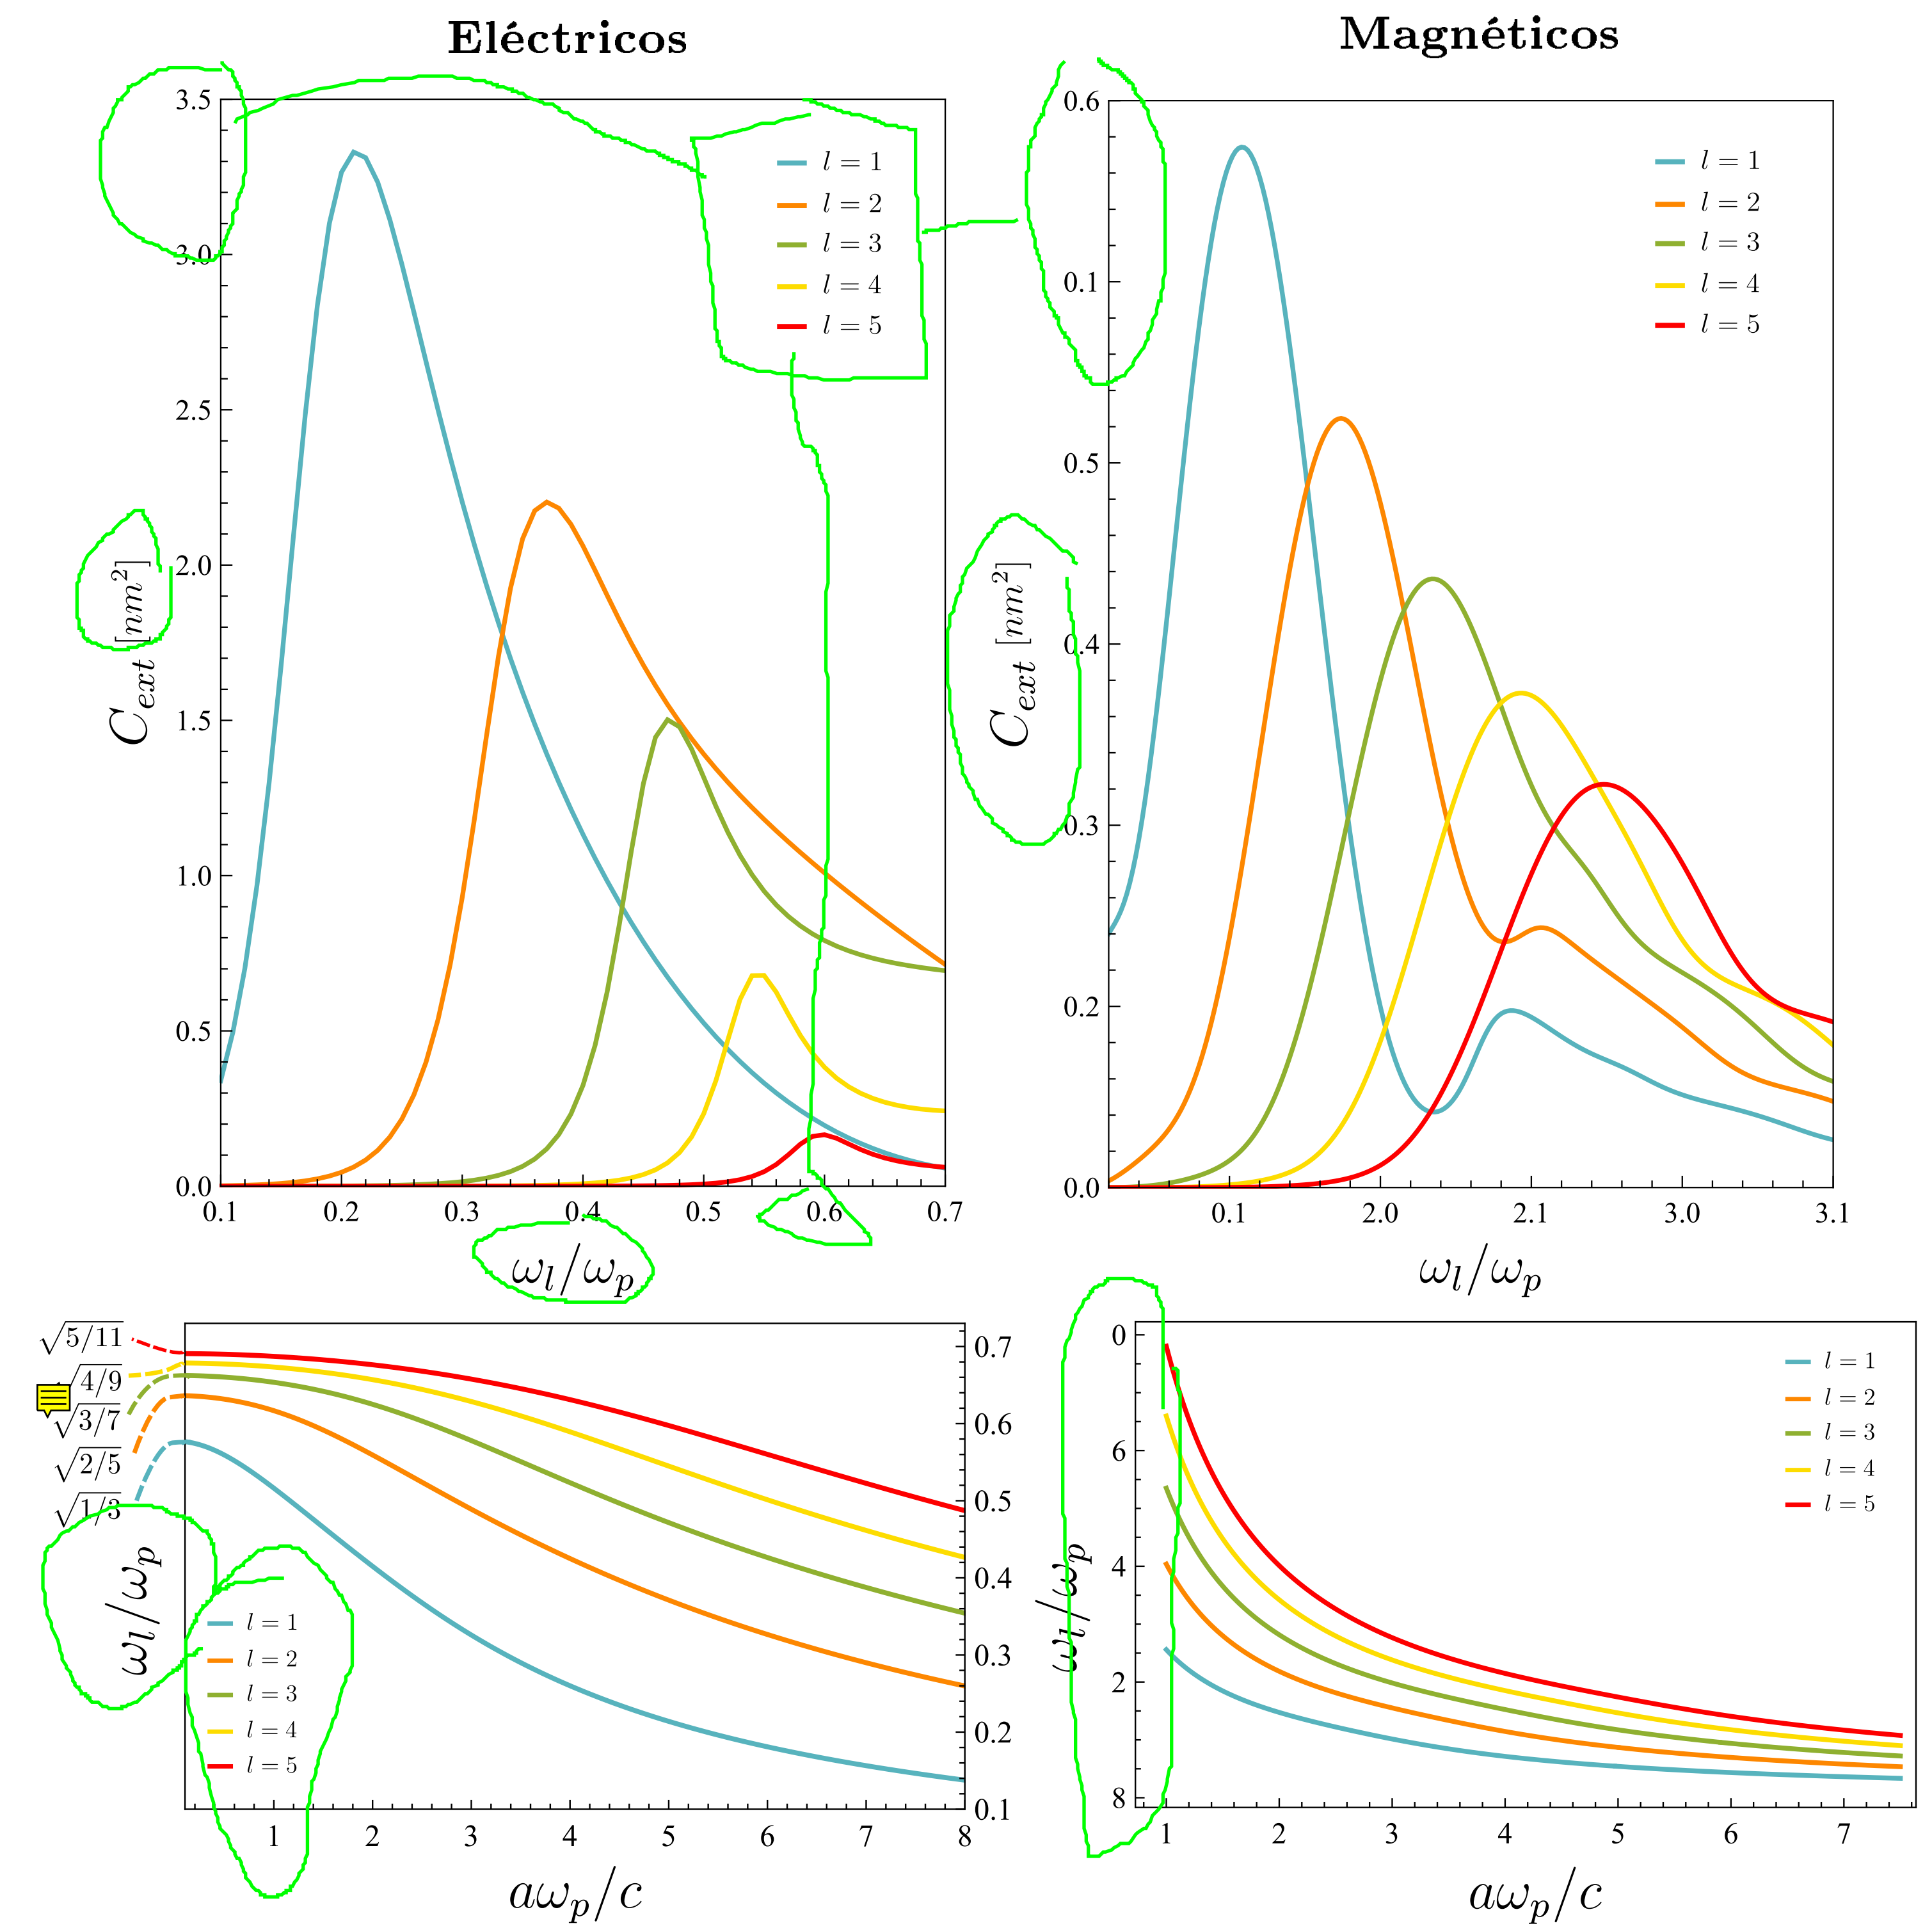 Eléctricos
3.5
3.0
2.5
2.0
1.5
1.0
0.5
0.0
C_ext [nm²]
l = 1
l = 2
l = 3
l = 4
l = 5
0.1 0.2 0.3 0.4 0.5 0.6 0.7
ω_l/ω_p
Magnéticos
0.6
0.1
0.5
0.4
0.3
0.2
0.0
C_ext [nm²]
l = 1
l = 2
l = 3
l = 4
l = 5
0.1 2.0 2.1 3.0 3.1
ω_l/ω_p
√5/11
√4/9
√3/7
√2/5
√1/3
ω_l/ω_p
l = 1
l = 2
l = 3
l = 4
l = 5
0.7
0.6
0.5
0.4
0.3
0.2
0.1
1 2 3 4 5 6 7 8
aω_p/c
0
6
4
2
8
ω_l/ω_p
l = 1
l = 2
l = 3
l = 4
l = 5
1 2 3 4 5 6 7
aω_p/c